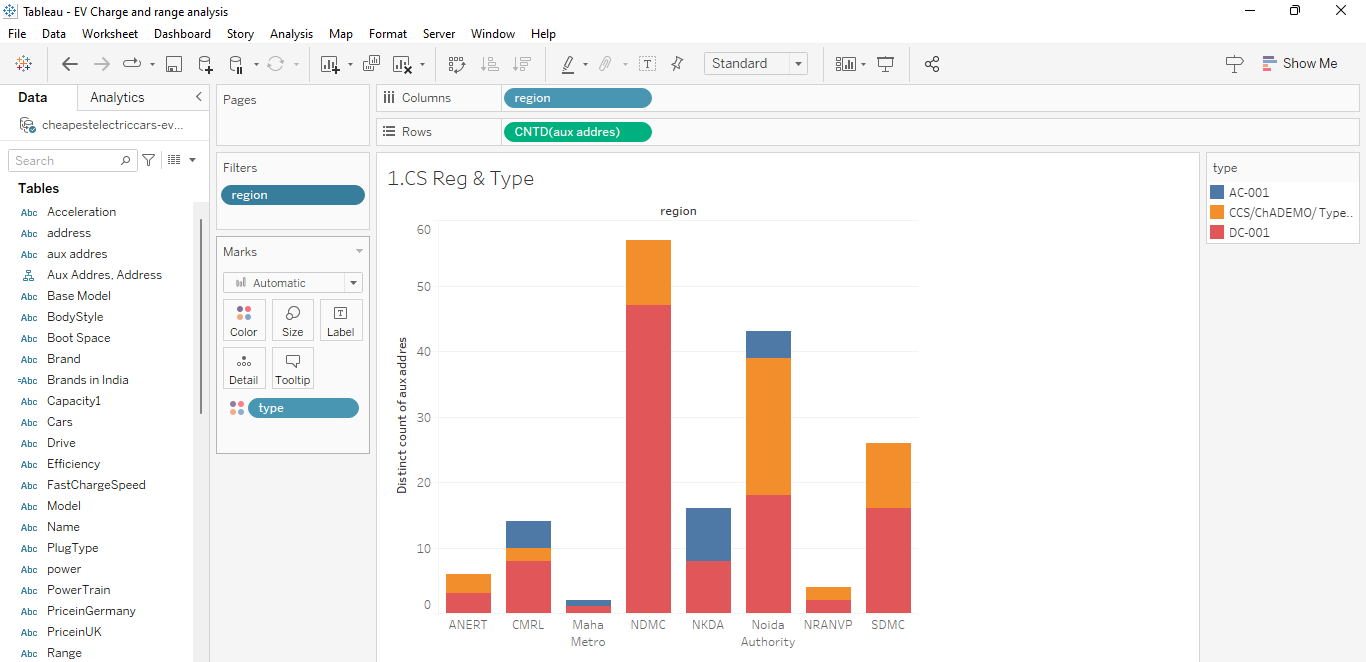 Tableau - EV Charge and range analysis
File Data Worksheet Dashboard Story Analysis Map Format Server Window Help
Standard
Show Me
Data Analytics
cheapestelectriccars-ev...
Search
Tables
Abc Acceleration
Abc address
Abc aux addres
Aux Addres, Address
Abc Base Model
Abc BodyStyle
Abc Boot Space
Abc Brand
=Abc Brands in India
Abc Capacity1
Abc Cars
Abc Drive
Abc Efficiency
Abc FastChargeSpeed
Abc Model
Abc Name
Abc PlugType
Abc power
Abc PowerTrain
Abc PriceinGermany
Abc PriceinUK
Abc Range
Pages
Filters
region
Marks
Automatic
Color Size Label
Detail Tooltip
type
Columns region
Rows CNTD(aux addres)
1.CS Reg & Type
region
60
50
40
30
20
10
0
Distinct count of aux addres
ANERT CMRL Maha Metro NDMC NKDA Noida Authority NRANVP SDMC
type
AC-001
CCS/ChADEMO/ Type..
DC-001